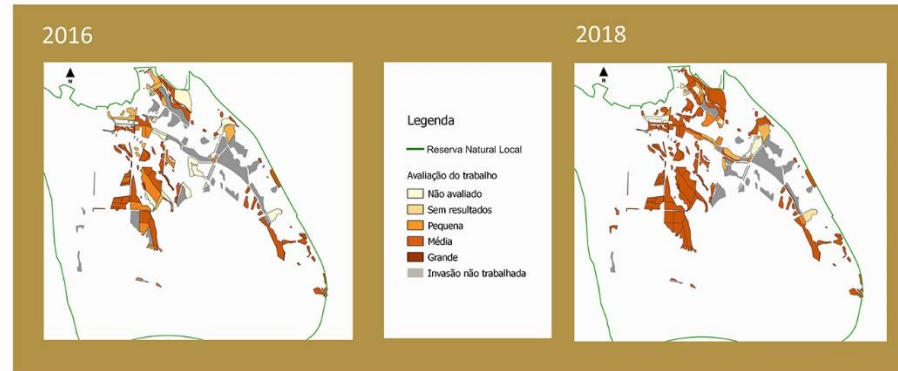 2016
2018
N
N
Legenda
Reserva Natural Local
Avaliação do trabalho
Não avaliado
Sem resultados
Pequena
Média
Grande
Invasão não trabalhada